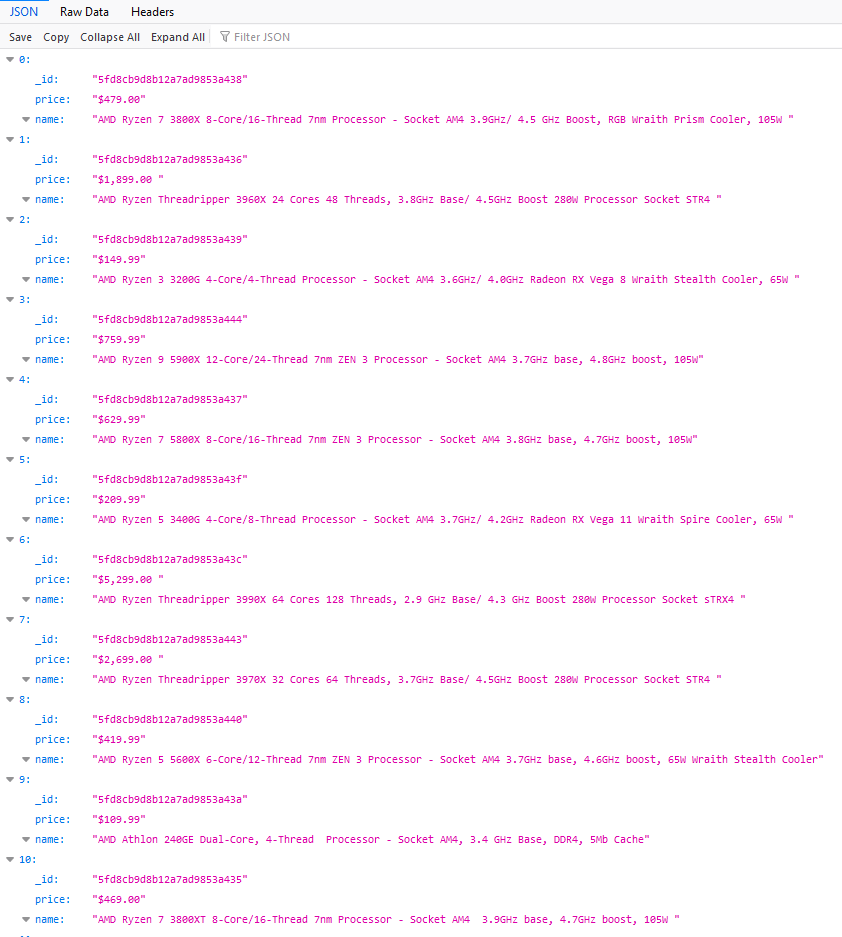 JSON Raw Data Headers
Save Copy Collapse All Expand All Filter JSON
0:
_id: "5fd8cb9d8b12a7ad9853a438"
price: "$479.00"
name: "AMD Ryzen 7 3800X 8-Core/16-Thread 7nm Processor - Socket AM4 3.9GHz/ 4.5 GHz Boost, RGB Wraith Prism Cooler, 105W "
1:
_id: "5fd8cb9d8b12a7ad9853a436"
price: "$1,899.00 "
name: "AMD Ryzen Threadripper 3960X 24 Cores 48 Threads, 3.8GHz Base/ 4.5GHz Boost 280W Processor Socket STR4 "
2:
_id: "5fd8cb9d8b12a7ad9853a439"
price: "$149.99"
name: "AMD Ryzen 3 3200G 4-Core/4-Thread Processor - Socket AM4 3.6GHz/ 4.0GHz Radeon RX Vega 8 Wraith Stealth Cooler, 65W "
3:
_id: "5fd8cb9d8b12a7ad9853a444"
price: "$759.99"
name: "AMD Ryzen 9 5900X 12-Core/24-Thread 7nm ZEN 3 Processor - Socket AM4 3.7GHz base, 4.8GHz boost, 105W"
4:
_id: "5fd8cb9d8b12a7ad9853a437"
price: "$629.99"
name: "AMD Ryzen 7 5800X 8-Core/16-Thread 7nm ZEN 3 Processor - Socket AM4 3.8GHz base, 4.7GHz boost, 105W"
5:
_id: "5fd8cb9d8b12a7ad9853a43f"
price: "$209.99"
name: "AMD Ryzen 5 3400G 4-Core/8-Thread Processor - Socket AM4 3.7GHz/ 4.2GHz Radeon RX Vega 11 Wraith Spire Cooler, 65W "
6:
_id: "5fd8cb9d8b12a7ad9853a43c"
price: "$5,299.00 "
name: "AMD Ryzen Threadripper 3990X 64 Cores 128 Threads, 2.9 GHz Base/ 4.3 GHz Boost 280W Processor Socket sTRX4 "
7:
_id: "5fd8cb9d8b12a7ad9853a443"
price: "$2,699.00 "
name: "AMD Ryzen Threadripper 3970X 32 Cores 64 Threads, 3.7GHz Base/ 4.5GHz Boost 280W Processor Socket STR4 "
8:
_id: "5fd8cb9d8b12a7ad9853a440"
price: "$419.99"
name: "AMD Ryzen 5 5600X 6-Core/12-Thread 7nm ZEN 3 Processor - Socket AM4 3.7GHz base, 4.6GHz boost, 65W Wraith Stealth Cooler"
9:
_id: "5fd8cb9d8b12a7ad9853a43a"
price: "$109.99"
name: "AMD Athlon 240GE Dual-Core, 4-Thread  Processor - Socket AM4, 3.4 GHz Base, DDR4, 5Mb Cache"
10:
_id: "5fd8cb9d8b12a7ad9853a435"
price: "$469.00"
name: "AMD Ryzen 7 3800XT 8-Core/16-Thread 7nm Processor - Socket AM4  3.9GHz base, 4.7GHz boost, 105W "